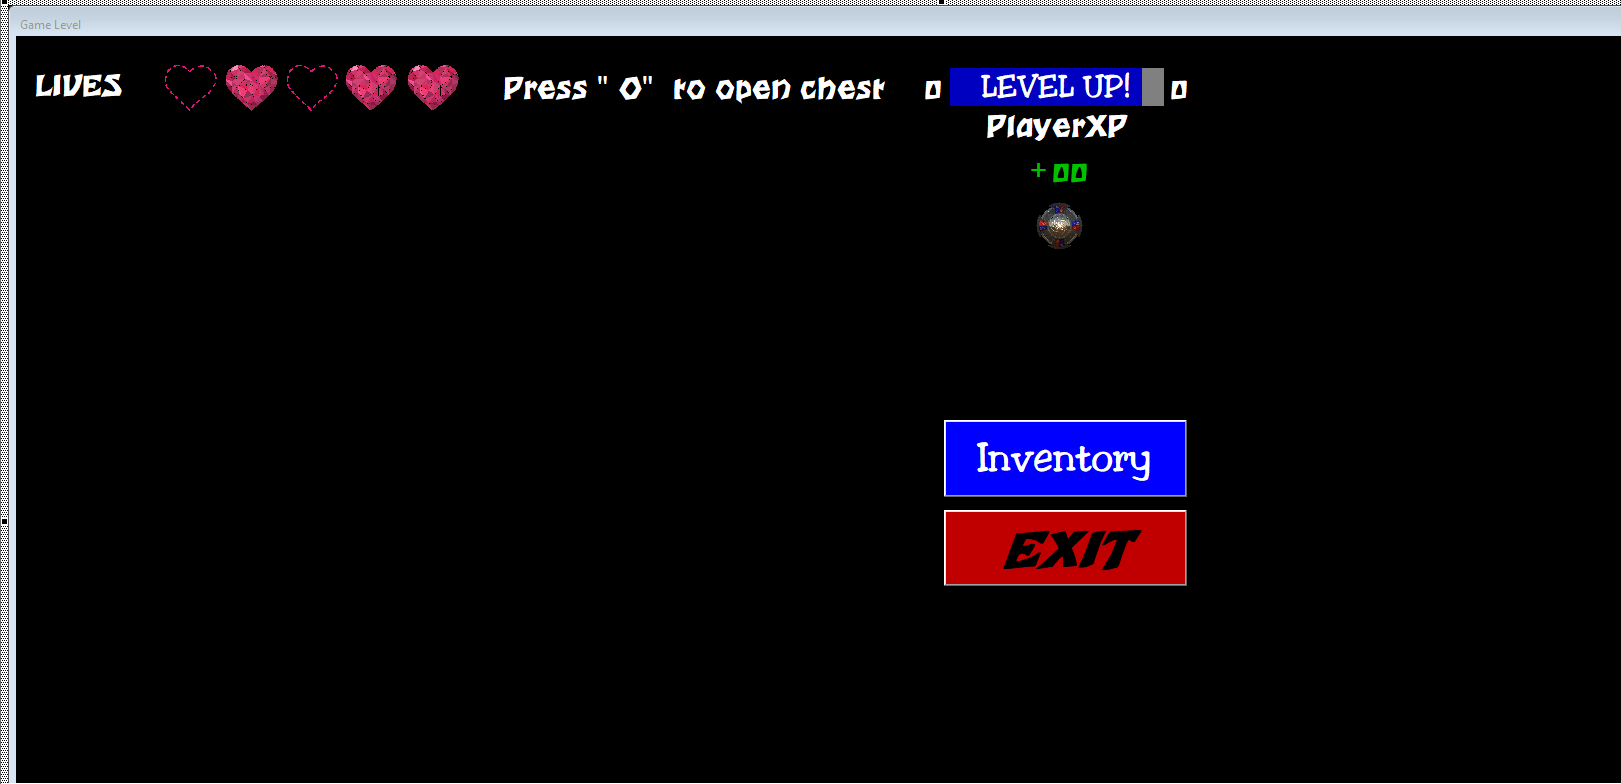 Game Level
LIVES Press " O" to open chest 0 LEVEL UP! 0
PlayerXP
+00
Inventory
EXIT